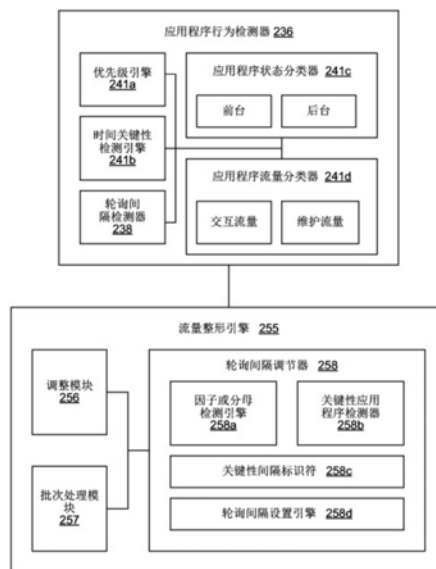 应用程序行为检测器 236
优先级引擎
241a
时间关键性
检测引擎
241b
轮询间
隔检测器
238
应用程序状态分类器 241c
前台
后台
应用程序流量分类器 241d
交互流量
维护流量
流量整形引擎 255
调整模块
256
批次处理模
块
257
轮询间隔调节器 258
因子或分母
检测引擎
258a
关键性应用
程序检测器
258b
关键性间隔标识符 258c
轮询间隔设置引擎 258d